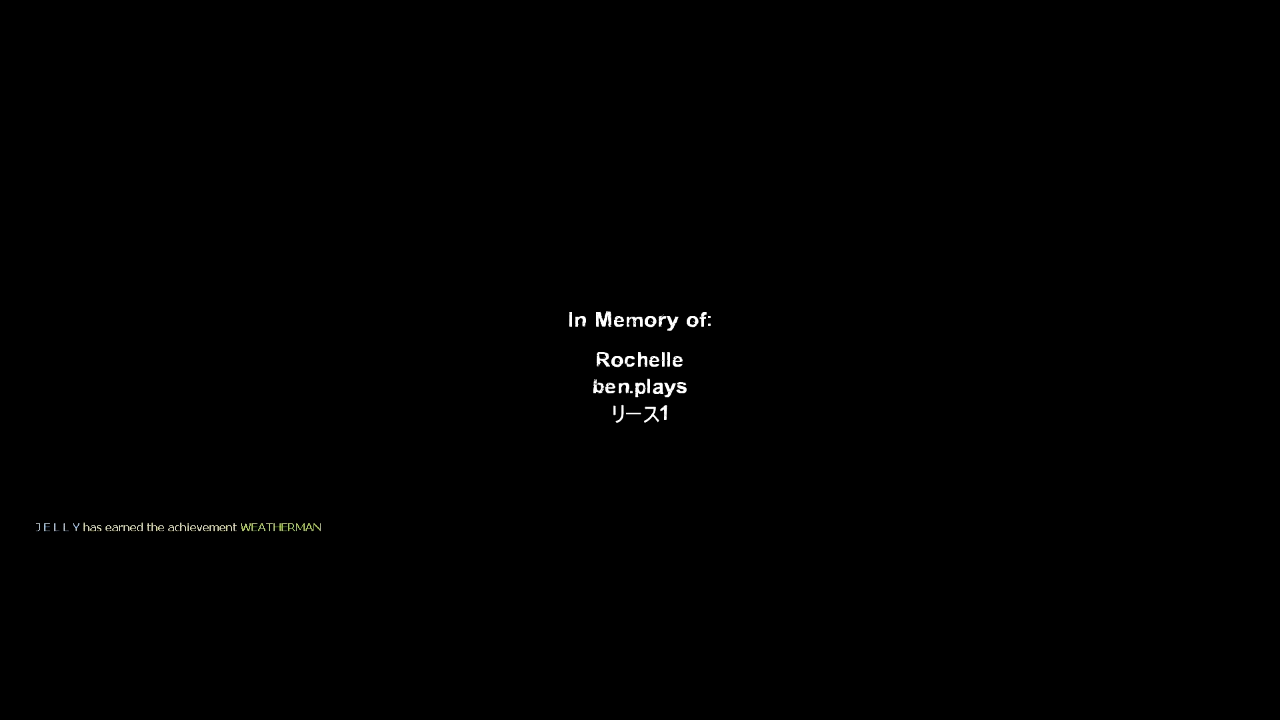 In Memory of:
Rochelle
ben.plays
リース1
J E L L Y has earned the achievement WEATHERMAN